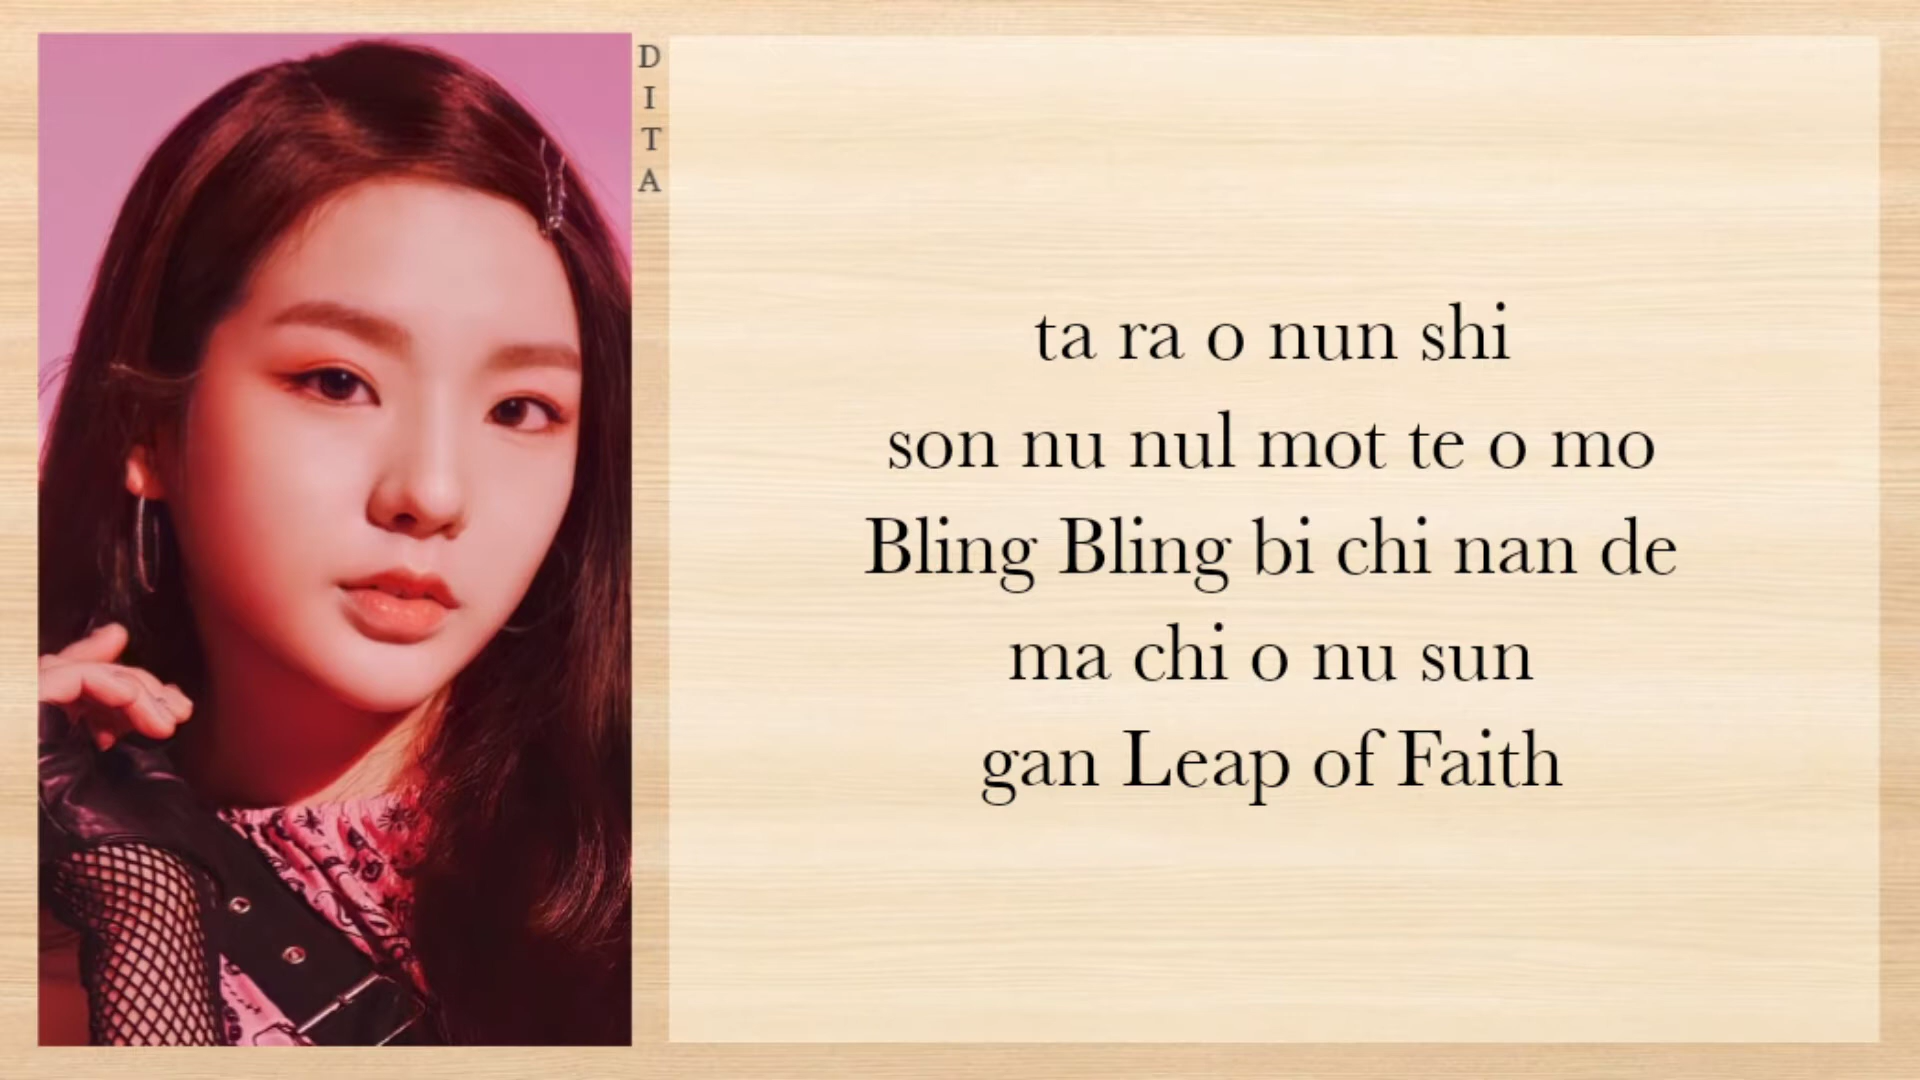 DITA
ta ra o nun shi
son nu nul mot te o mo
Bling Bling bi chi nan de
ma chi o nu sun
gan Leap of Faith